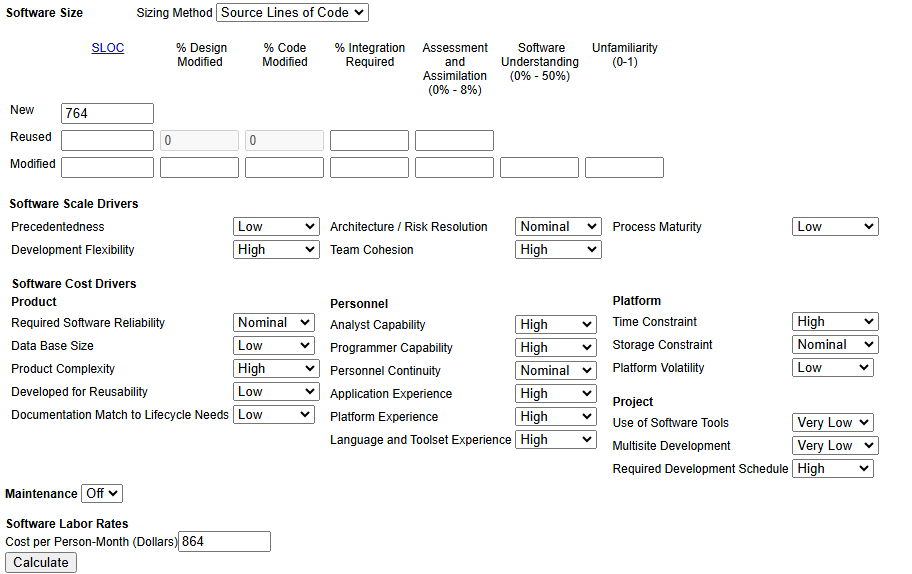 Software Size Sizing Method Source Lines of Code
SLOC % Design Modified % Code Modified % Integration Required Assessment and Assimilation (0% - 8%) Software Understanding (0% - 50%) Unfamiliarity (0-1)
New 764
Reused 0 0
Modified
Software Scale Drivers
Precedentedness Low Architecture / Risk Resolution Nominal Process Maturity Low
Development Flexibility High Team Cohesion High
Software Cost Drivers
Product
Required Software Reliability Nominal
Data Base Size Low
Product Complexity High
Developed for Reusability Low
Documentation Match to Lifecycle Needs Low
Personnel
Analyst Capability High
Programmer Capability High
Personnel Continuity Nominal
Application Experience High
Platform Experience High
Language and Toolset Experience High
Platform
Time Constraint High
Storage Constraint Nominal
Platform Volatility Low
Project
Use of Software Tools Very Low
Multisite Development Very Low
Required Development Schedule High
Maintenance Off
Software Labor Rates
Cost per Person-Month (Dollars) 864
Calculate